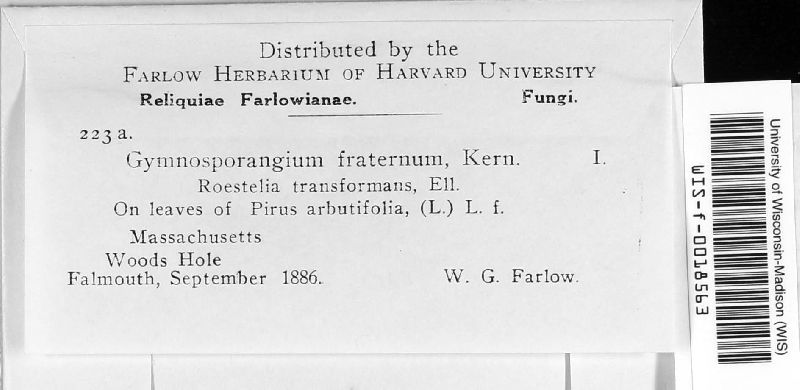 Distributed by the
Farlow Herbarium of Harvard University
Reliquiae Farlowianae. Fungi.
223 a.
Gymnosporangium fraternum, Kern. I.
Roestelia transformans, Ell.
On leaves of Pirus arbutifolia, (L.) L. f.
Massachusetts
Woods Hole
Falmouth, September 1886. W. G. Farlow.
University of Wisconsin-Madison (WIS)
WIS-f-0018593